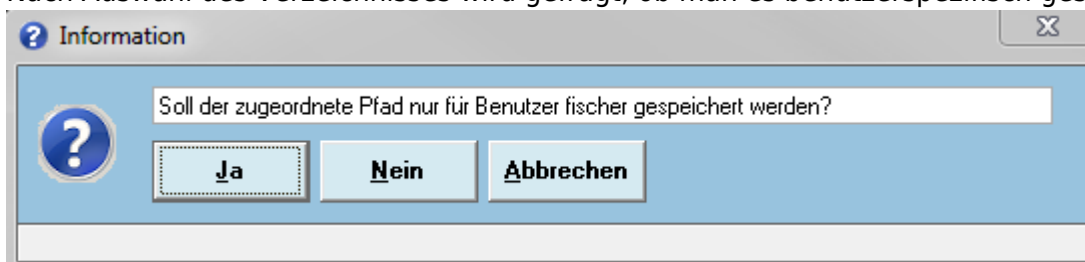 Nach Auswahl des Verzeichnisses wird gefragt, ob man es benutzerspezifisch
Information
Soll der zugeordnete Pfad nur für Benutzer fischer gespeichert werden?
Ja
Nein
Abbrechen